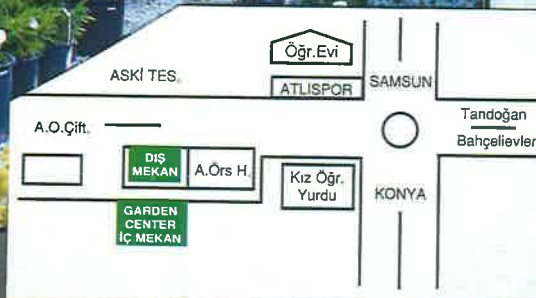 Öğr.Evi
ASKİ TES.
ATLISPOR
SAMSUN
Tandoğan
Bahçelievler
A.O.Çift.
DIŞ
MEKAN
A.Örs H.
Kız Öğr.
Yurdu
KONYA
GARDEN
CENTER
İÇ MEKAN